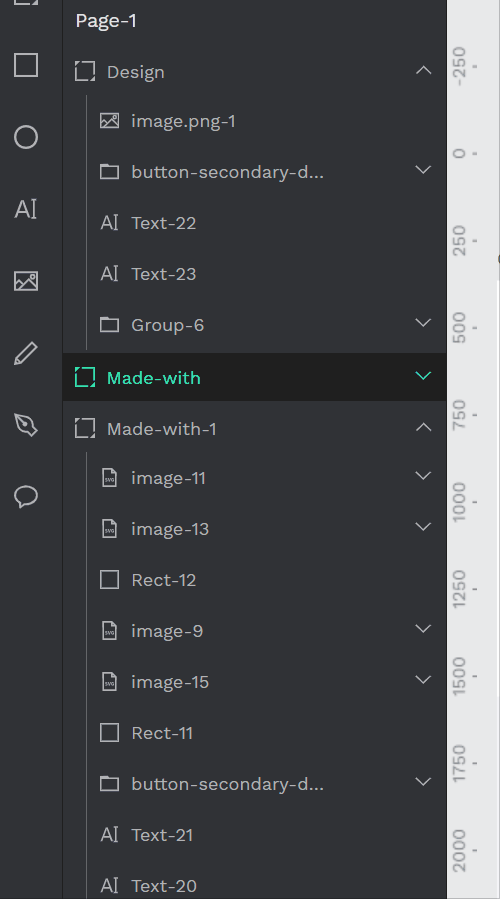 Page-1
Design
image.png-1
button-secondary-d...
Text-22
Text-23
Group-6
Made-with
Made-with-1
image-11
image-13
Rect-12
image-9
image-15
Rect-11
button-secondary-d...
Text-21
Text-20
-250
0
250
500
750
1000
1250
1500
1750
2000